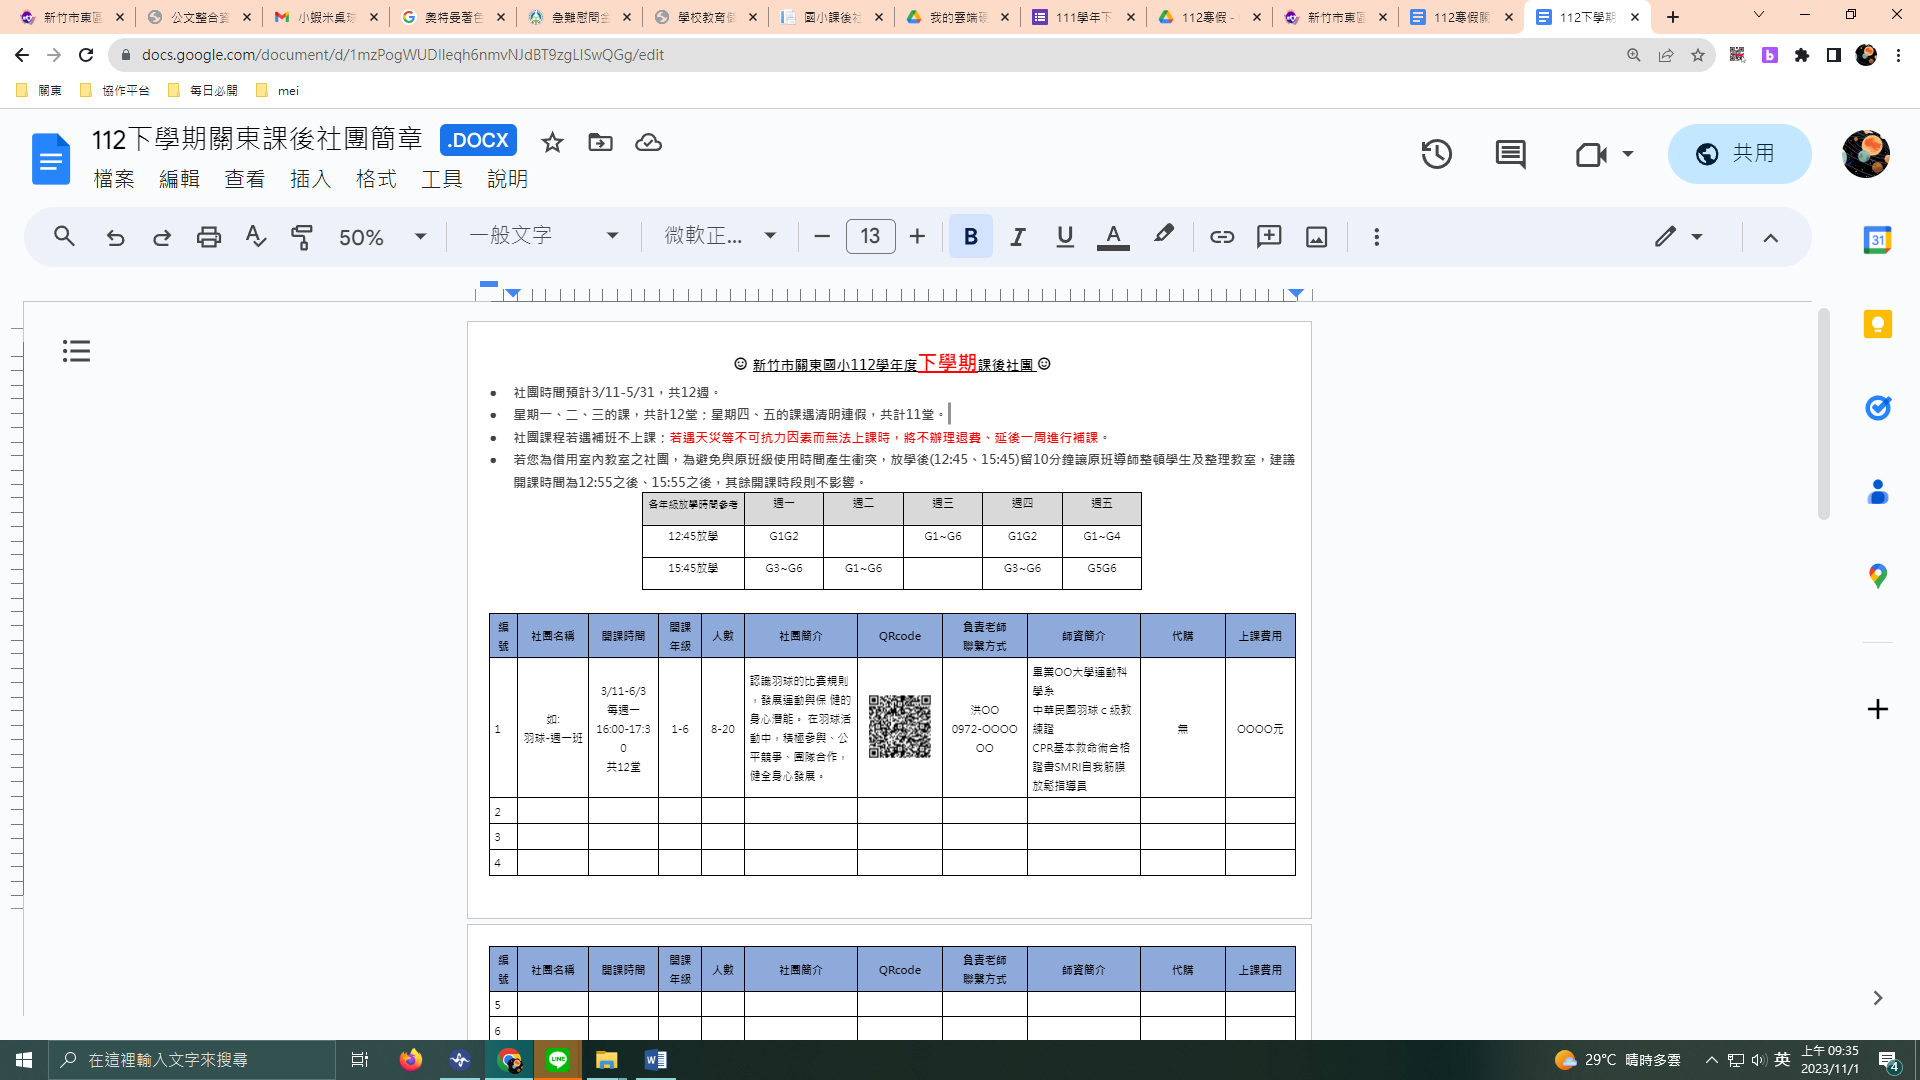 新竹市東區
公文整合資
小蝦米桌球
奧特曼著色
急難慰問金
學校教育儲
國小課後社
我的雲端硬
111學年下
112寒假 -
新竹市東區
112寒假關
112下學期
docs.google.com/document/d/1mzPogWUDIleqh6nmvNJdBT9zgLISwQGg/edit
關東
協作平台
每日必開
mei
112下學期關東課後社團簡章
.DOCX
共用
檔案 編輯 查看 插入 格式 工具 說明
50%
一般文字
微軟正...
13
B I U A
31
☺ 新竹市關東國小112學年度下學期課後社團 ☺
● 社團時間預計3/11-5/31，共12週。
● 星期一、二、三的課，共計12堂；星期四、五的課遇清明連假，共計11堂。
● 社團課程若遇補班不上課；若遇天災等不可抗力因素而無法上課時，將不辦理退費、延後一周進行補課。
● 若您為借用室內教室之社團，為避免與原班級使用時間產生衝突，放學後(12:45、15:45)留10分鐘讓原班導師整頓學生及整理教室，建議
開課時間為12:55之後、15:55之後，其餘開課時段則不影響。
各年級放學時間參考 週一 週二 週三 週四 週五
12:45放學 G1G2 G1~G6 G1G2 G1~G4
15:45放學 G3~G6 G1~G6 G3~G6 G5G6
編
號
社團名稱
開課時間
開課
年級
人數
社團簡介
QRcode
負責老師
聯繫方式
師資簡介
代購
上課費用
1
如:
羽球-週一班
3/11-6/3
每週一
16:00-17:3
0
共12堂
1-6
8-20
認識羽球的比賽規則
，發展運動與保 健的
身心潛能。 在羽球活
動中，積極參與、公
平競爭、團隊合作，
健全身心發展。
洪OO
0972-OOOO
OO
畢業OO大學運動科
學系
中華民國羽球ｃ級教
練證
CPR基本救命術合格
證書SMRI自我筋膜
放鬆指導員
無
OOOO元
2
3
4
編
號
社團名稱
開課時間
開課
年級
人數
社團簡介
QRcode
負責老師
聯繫方式
師資簡介
代購
上課費用
5
6
在這裡輸入文字來搜尋
29°C 晴時多雲
英
上午 09:35
2023/11/1
4